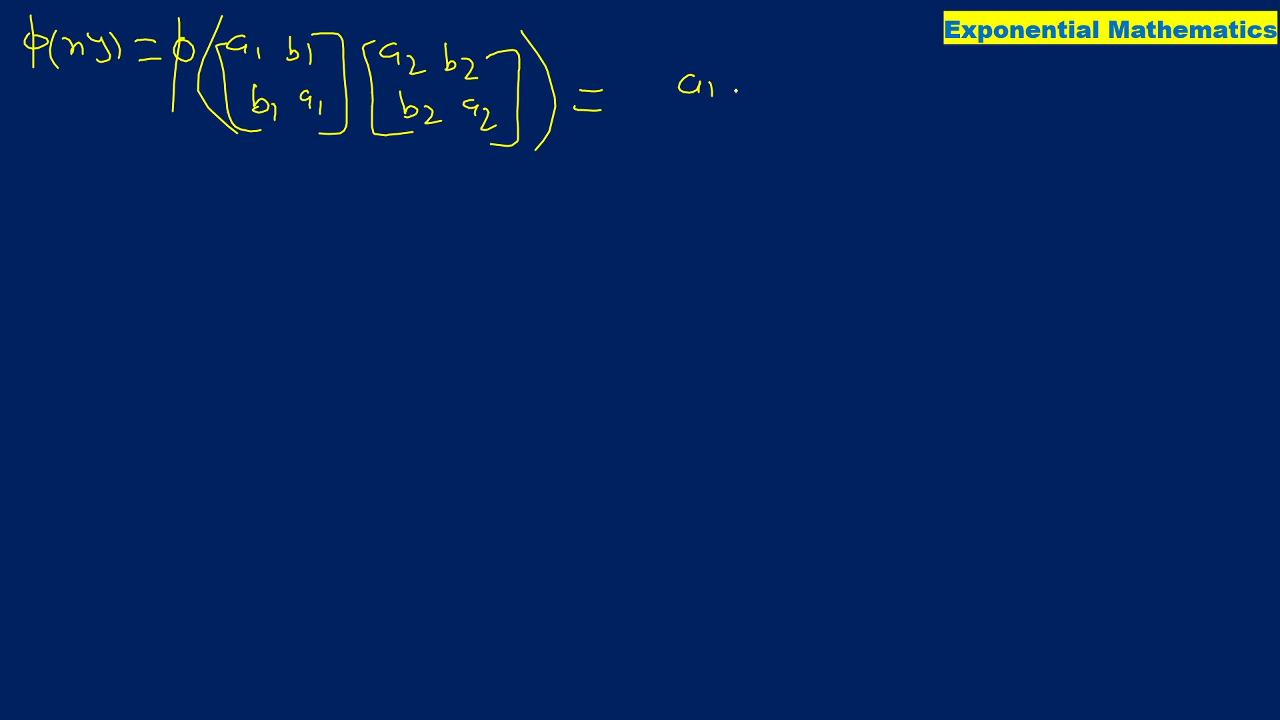 Exponential Mathematics
ϕ(xy) = ϕ([a₁ b₁ b₁ a₁] [a₂ b₂ b₂ a₂]) = a₁ .